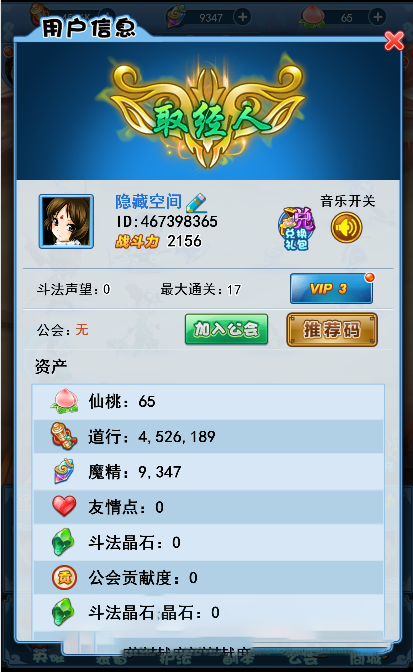 用户信息
9347
65
取经人
隐藏空间
ID:467398365
战斗力 2156
音乐开关
兑
兑换
礼包
斗法声望:0
最大通关:17
VIP 3
公会:无
加入公会
推荐码
资产
仙桃: 65
道行: 4,526,189
魔精: 9,347
友情点: 0
斗法晶石: 0
贡
公会贡献度: 0
斗法晶石.晶石: 0